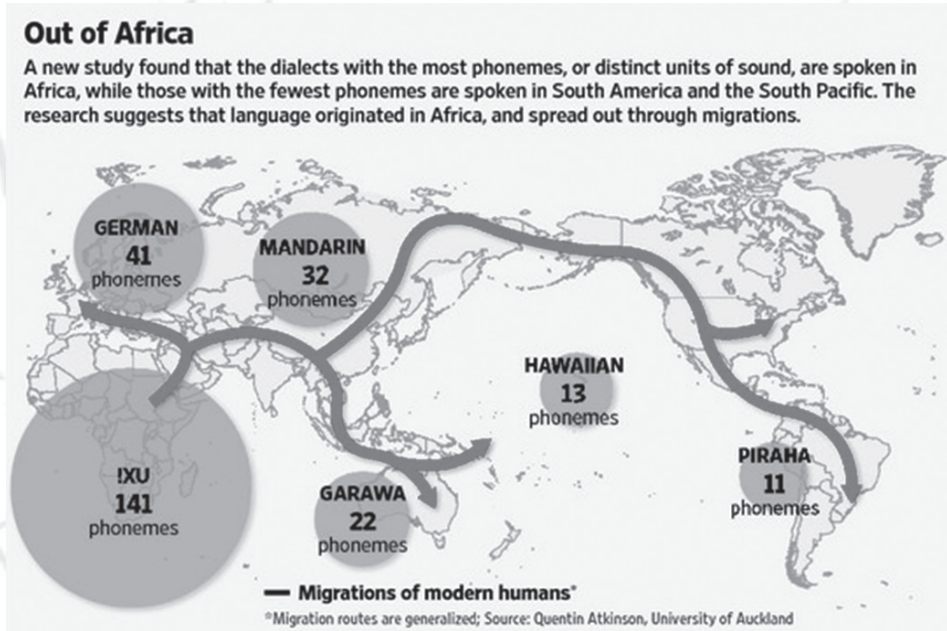 Out of Africa
A new study found that the dialects with the most phonemes, or distinct units of sound, are spoken in
Africa, while those with the fewest phonemes are spoken in South America and the South Pacific. The
research suggests that language originated in Africa, and spread out through migrations.
GERMAN
41
phonemes
MANDARIN
32
phonemes
HAWAIIAN
13
phonemes
!XU
141
phonemes
GARAWA
22
phonemes
PIRAHA
11
phonemes
Migrations of modern humans*
*Migration routes are generalized; Source: Quentin Atkinson, University of Auckland